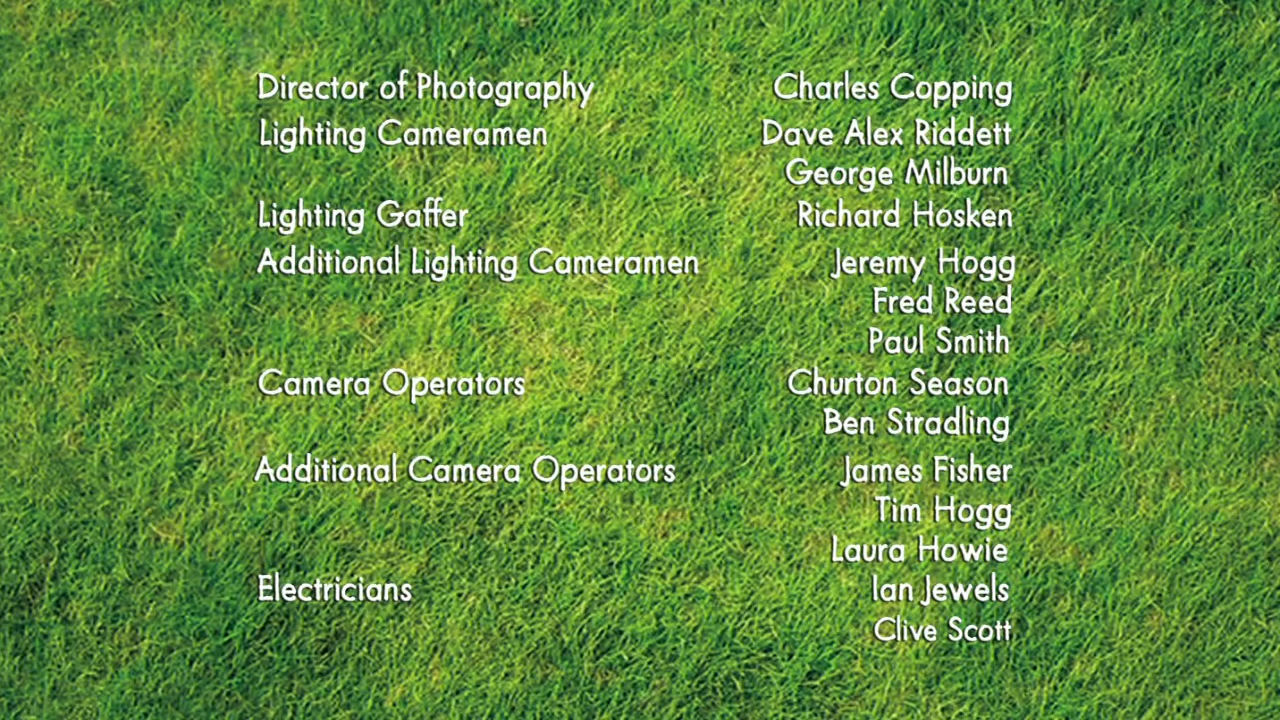 Director of Photography Charles Copping
Lighting Cameramen Dave Alex Riddett
George Milburn
Lighting Gaffer Richard Hosken
Additional Lighting Cameramen Jeremy Hogg
Fred Reed
Paul Smith
Camera Operators Churton Season
Ben Stradling
Additional Camera Operators James Fisher
Tim Hogg
Laura Howie
Electricians Ian Jewels
Clive Scott